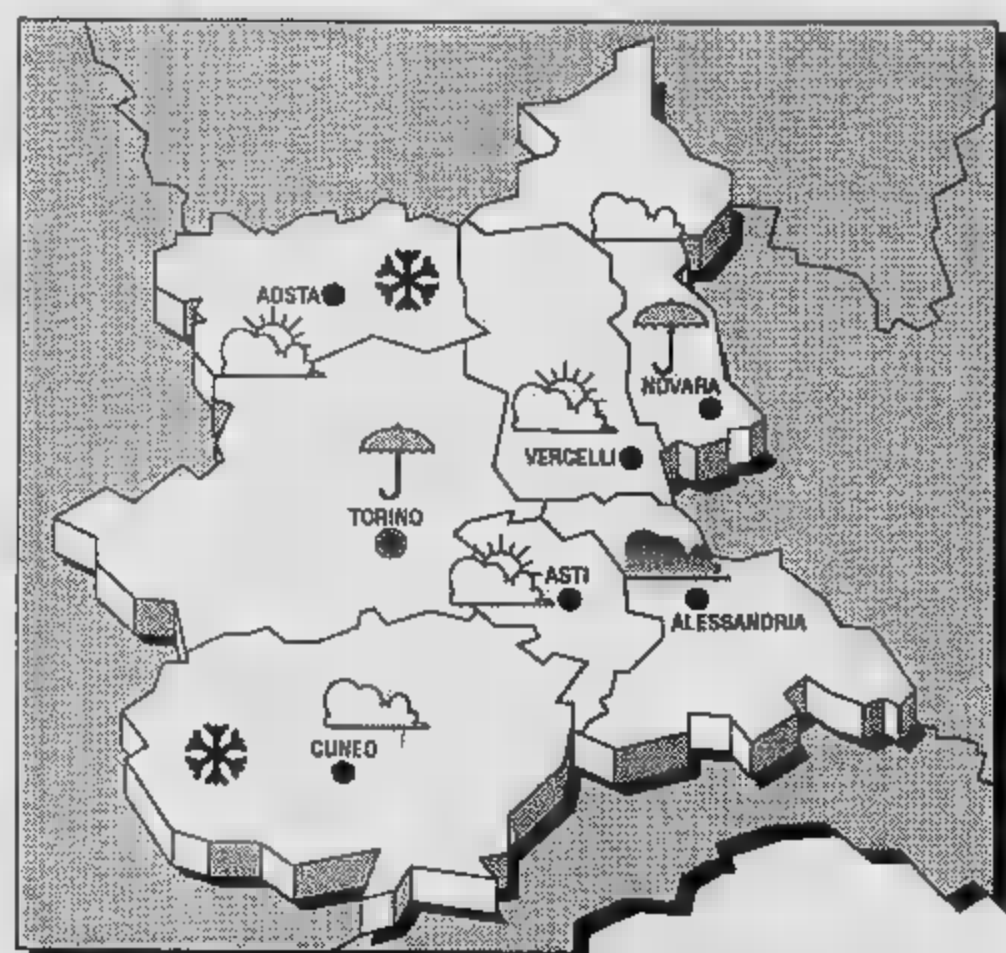 AOSTA
NOVARA
VERCELLI
TORINO
ASTI
ALESSANDRIA
CUNEO